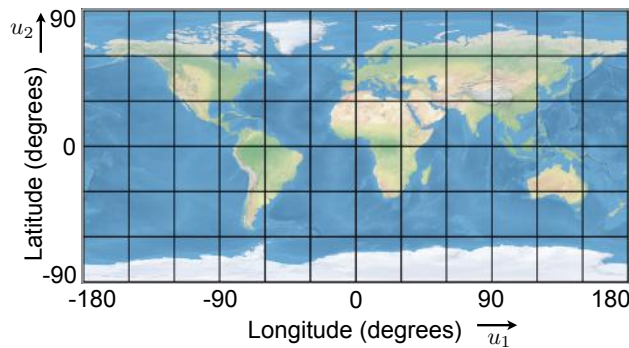 90
u₂
0
Latitude (degrees)
-90
-180 -90 0 90 180
Longitude (degrees)
u₁